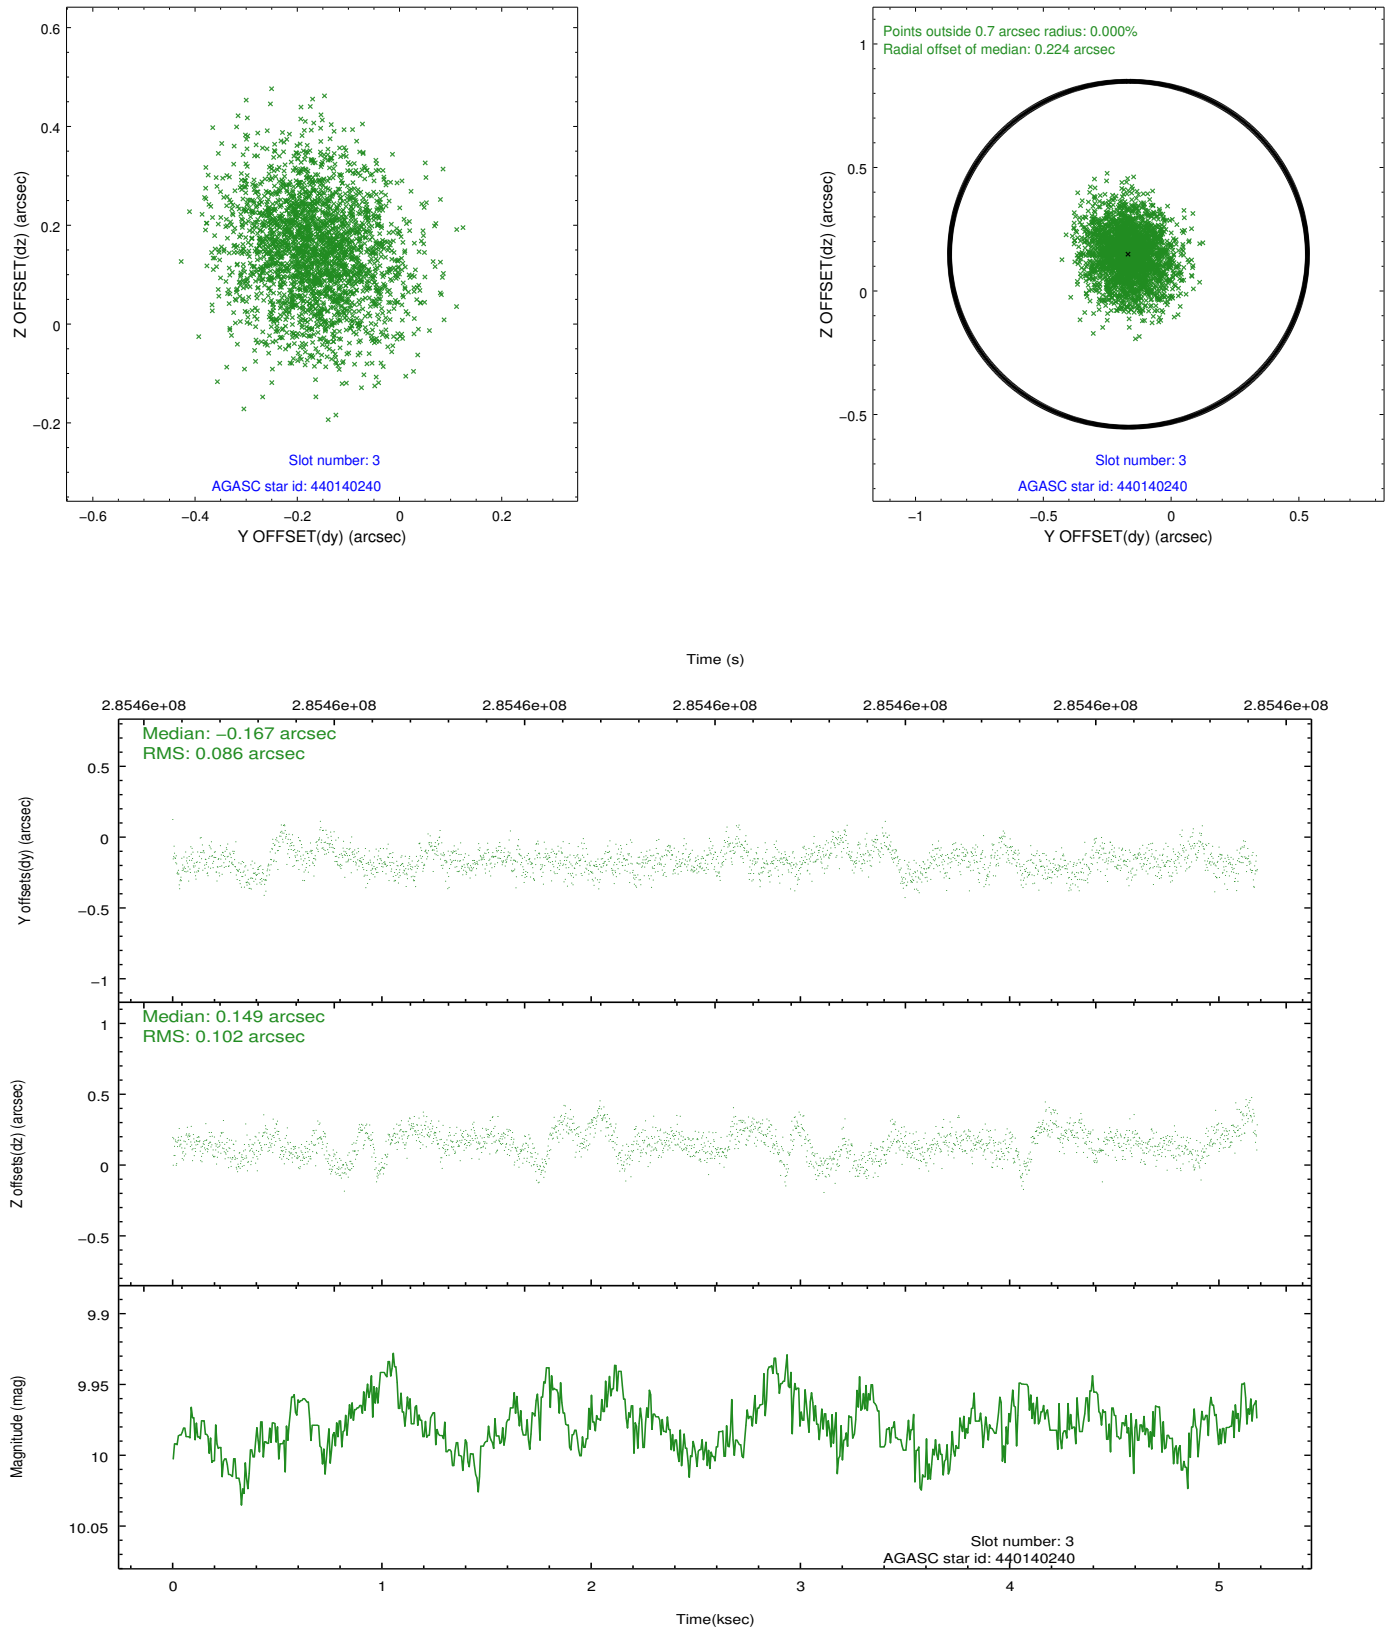 0.6
0.4
0.2
0
−0.2
Z OFFSET(dz) (arcsec)
Slot number: 3
AGASC star id: 440140240
−0.6
−0.4
−0.2
0
0.2
Y OFFSET(dy) (arcsec)
Points outside 0.7 arcsec radius: 0.000%
Radial offset of median: 0.224 arcsec
1
0.5
0
−0.5
Z OFFSET(dz) (arcsec)
Slot number: 3
AGASC star id: 440140240
−1
−0.5
0
0.5
Y OFFSET(dy) (arcsec)
Time (s)
2.8546e+08 2.8546e+08 2.8546e+08 2.8546e+08 2.8546e+08 2.8546e+08 2.8546e+08
Median: −0.167 arcsec
RMS: 0.086 arcsec
0.5
0
−0.5
−1
Y offsets(dy) (arcsec)
Median: 0.149 arcsec
RMS: 0.102 arcsec
1
0.5
0
−0.5
Z offsets(dz) (arcsec)
9.9
9.95
10
10.05
Magnitude (mag)
Slot number: 3
AGASC star id: 440140240
0 1 2 3 4 5
Time(ksec)